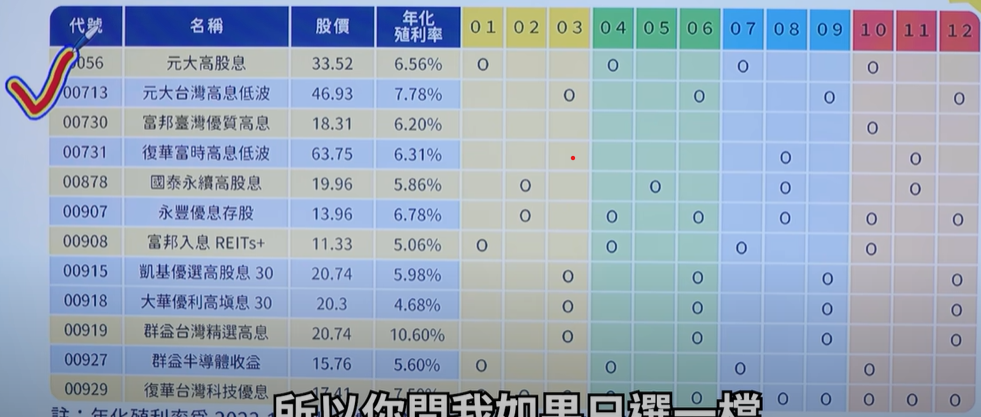 代號 名稱 股價 年化殖利率 01 02 03 04 05 06 07 08 09 10 11 12
0056 元大高股息 33.52 6.56% O O O O
00713 元大台灣高息低波 46.93 7.78% O O O O
00730 富邦臺灣優質高息 18.31 6.20% O
00731 復華富時高息低波 63.75 6.31% O O
00878 國泰永續高股息 19.96 5.86% O O O O
00907 永豐優息存股 13.96 6.78% O O O O O O
00908 富邦入息 REITs+ 11.33 5.06% O O O O
00915 凱基優選高股息 30 20.74 5.98% O O O O
00918 大華優利高填息 30 20.3 4.68% O O O O
00919 群益台灣精選高息 20.74 10.60% O O O O
00927 群益半導體收益 15.76 5.60% O O O O
00929 復華台灣科技優息
所以你問我如果只選一檔